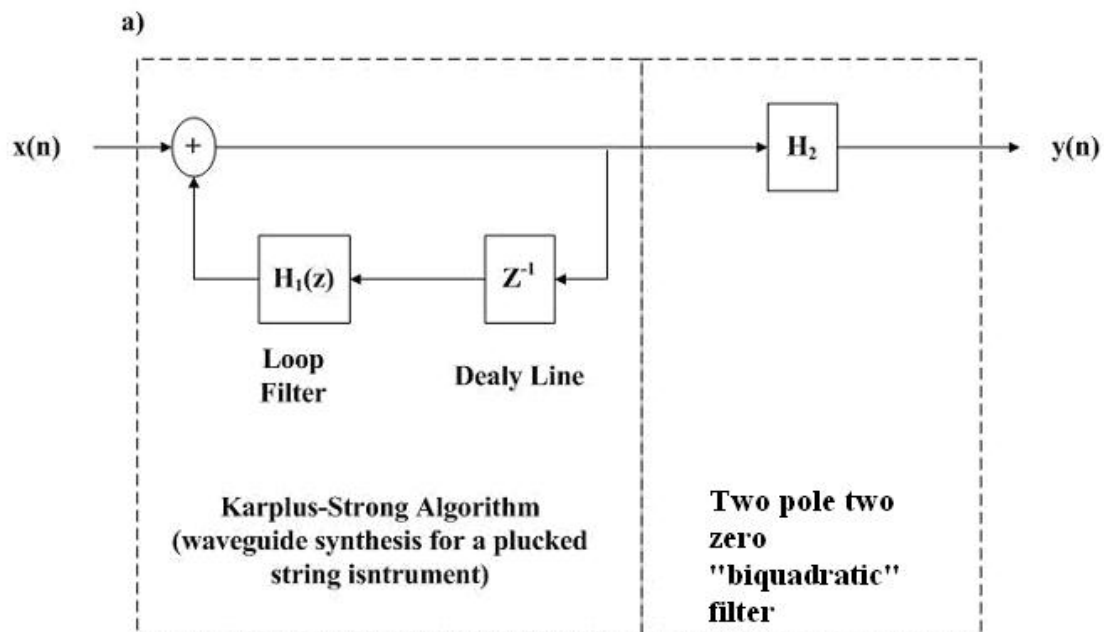 a)
x(n)
+
H₂
y(n)
H₁(z)
Z⁻¹
Loop
Filter
Dealy Line
Karplus-Strong Algorithm
(waveguide synthesis for a plucked
string isntrument)
Two pole two
zero
"biquadratic"
filter